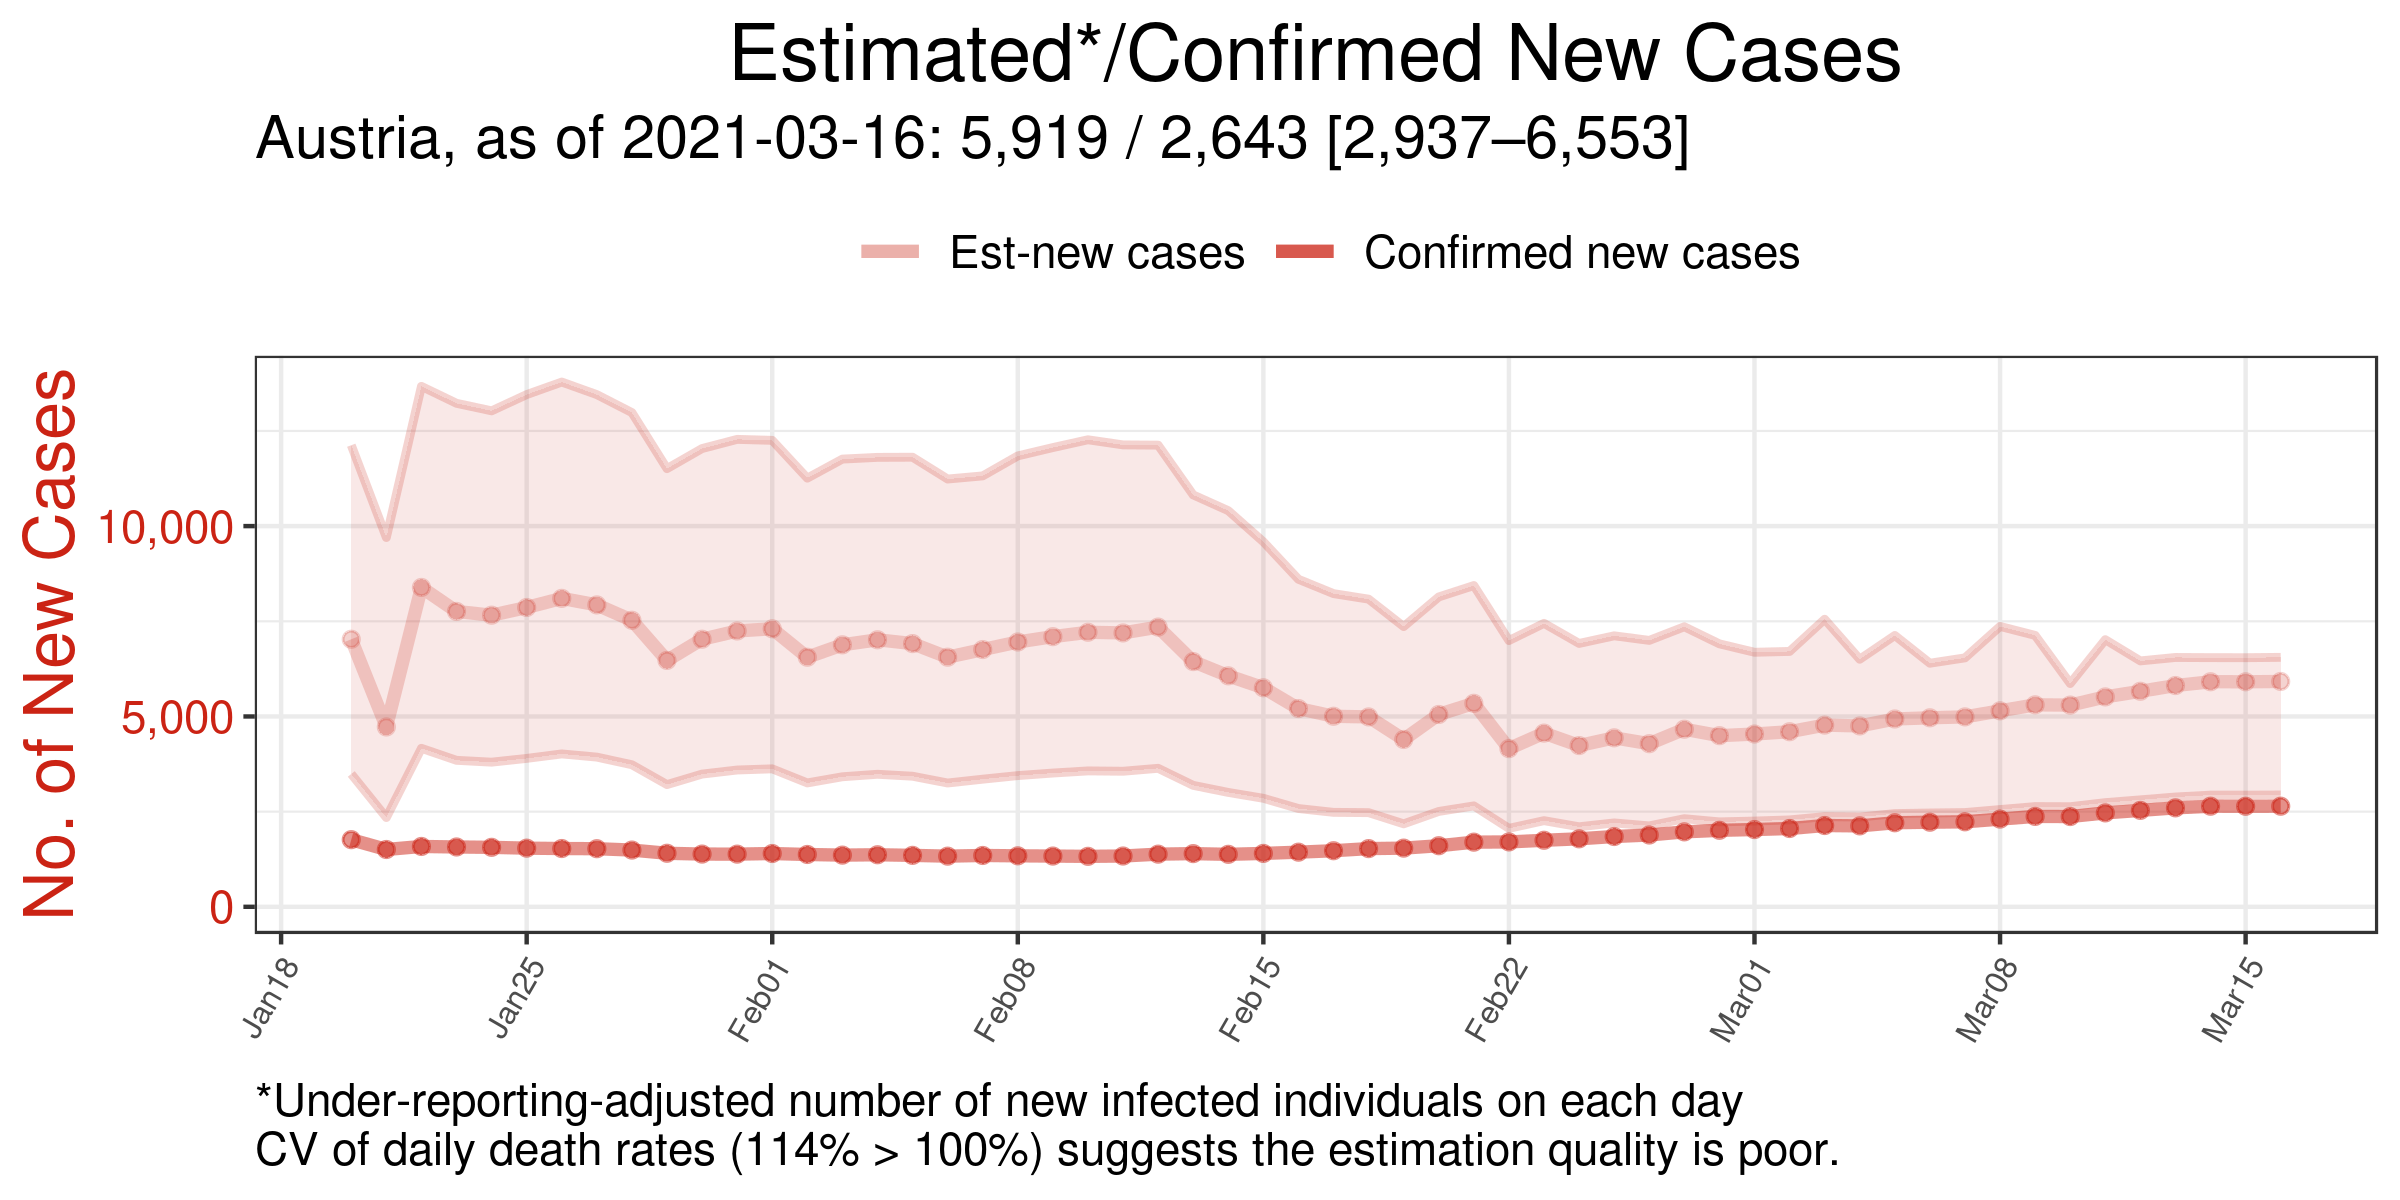 Estimated*/Confirmed New Cases
Austria, as of 2021-03-16: 5,919 / 2,643 [2,937–6,553]
Est-new cases
Confirmed new cases
No. of New Cases
10,000
5,000
0
Jan18
Jan25
Feb01
Feb08
Feb15
Feb22
Mar01
Mar08
Mar15
*Under-reporting-adjusted number of new infected individuals on each day
CV of daily death rates (114% > 100%) suggests the estimation quality is poor.